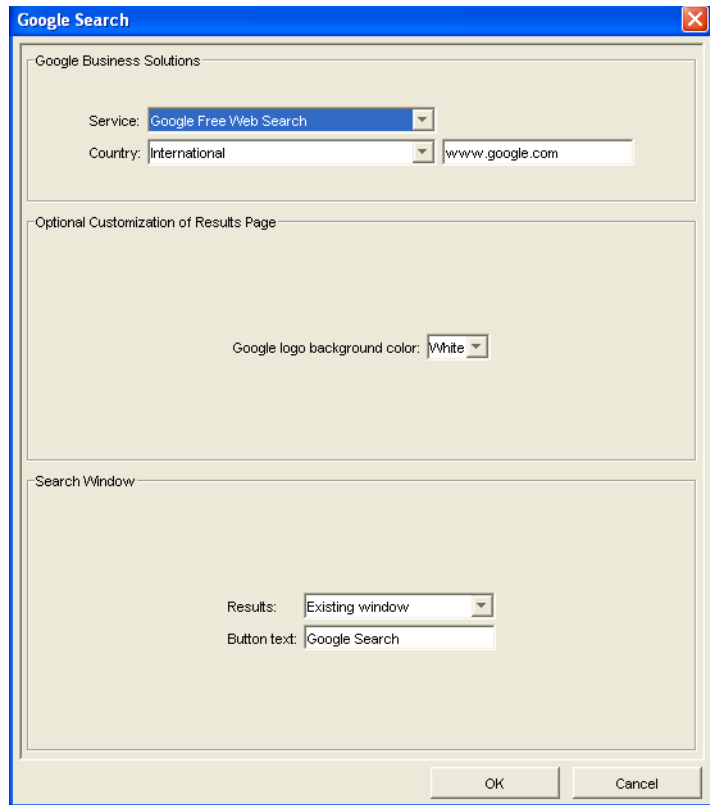 Google Search
Google Business Solutions
Service: Google Free Web Search
Country: International www.google.com
Optional Customization of Results Page
Google logo background color: White
Search Window
Results: Existing window
Button text: Google Search
OK Cancel